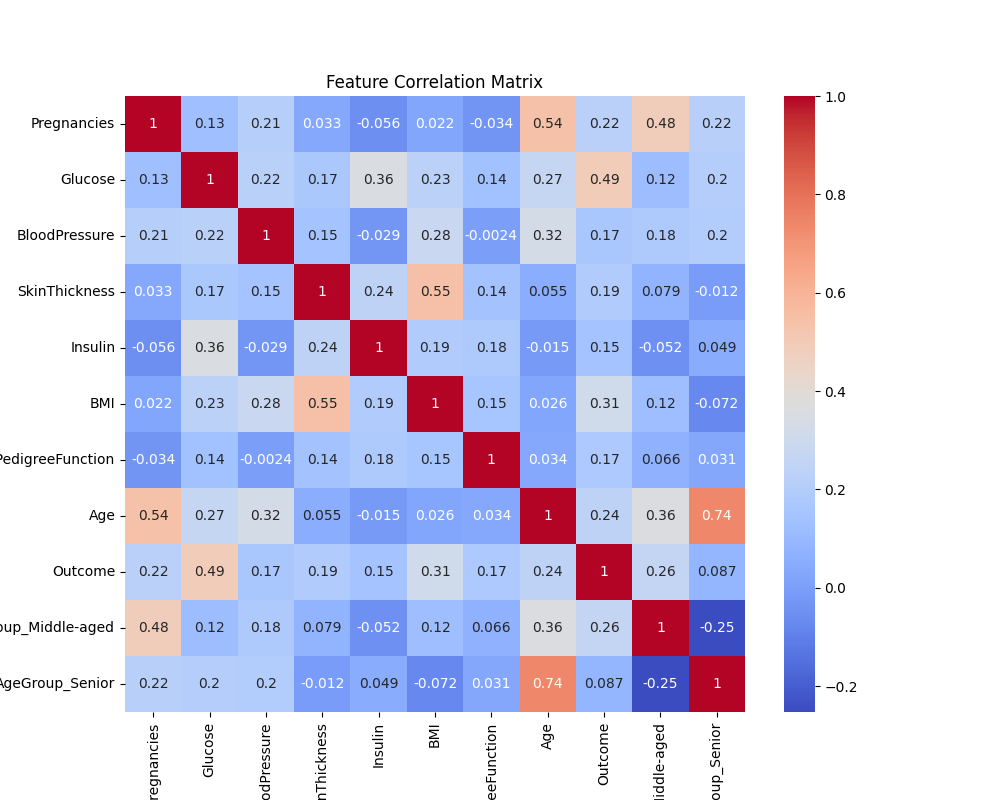 Feature Correlation Matrix
Pregnancies 1 0.13 0.21 0.033 -0.056 0.022 -0.034 0.54 0.22 0.48 0.22
Glucose 0.13 1 0.22 0.17 0.36 0.23 0.14 0.27 0.49 0.12 0.2
BloodPressure 0.21 0.22 1 0.15 -0.029 0.28 -0.0024 0.32 0.17 0.18 0.2
SkinThickness 0.033 0.17 0.15 1 0.24 0.55 0.14 0.055 0.19 0.079 -0.012
Insulin -0.056 0.36 -0.029 0.24 1 0.19 0.18 -0.015 0.15 -0.052 0.049
BMI 0.022 0.23 0.28 0.55 0.19 1 0.15 0.026 0.31 0.12 -0.072
PedigreeFunction -0.034 0.14 -0.0024 0.14 0.18 0.15 1 0.034 0.17 0.066 0.031
Age 0.54 0.27 0.32 0.055 -0.015 0.026 0.034 1 0.24 0.36 0.74
Outcome 0.22 0.49 0.17 0.19 0.15 0.31 0.17 0.24 1 0.26 0.087
oup_Middle-aged 0.48 0.12 0.18 0.079 -0.052 0.12 0.066 0.36 0.26 1 -0.25
AgeGroup_Senior 0.22 0.2 0.2 -0.012 0.049 -0.072 0.031 0.74 0.087 -0.25 1
regnancies
Glucose
odPressure
nThickness
Insulin
BMI
eeFunction
Age
Outcome
iddle-aged
oup_Senior
1.0
0.8
0.6
0.4
0.2
0.0
−0.2